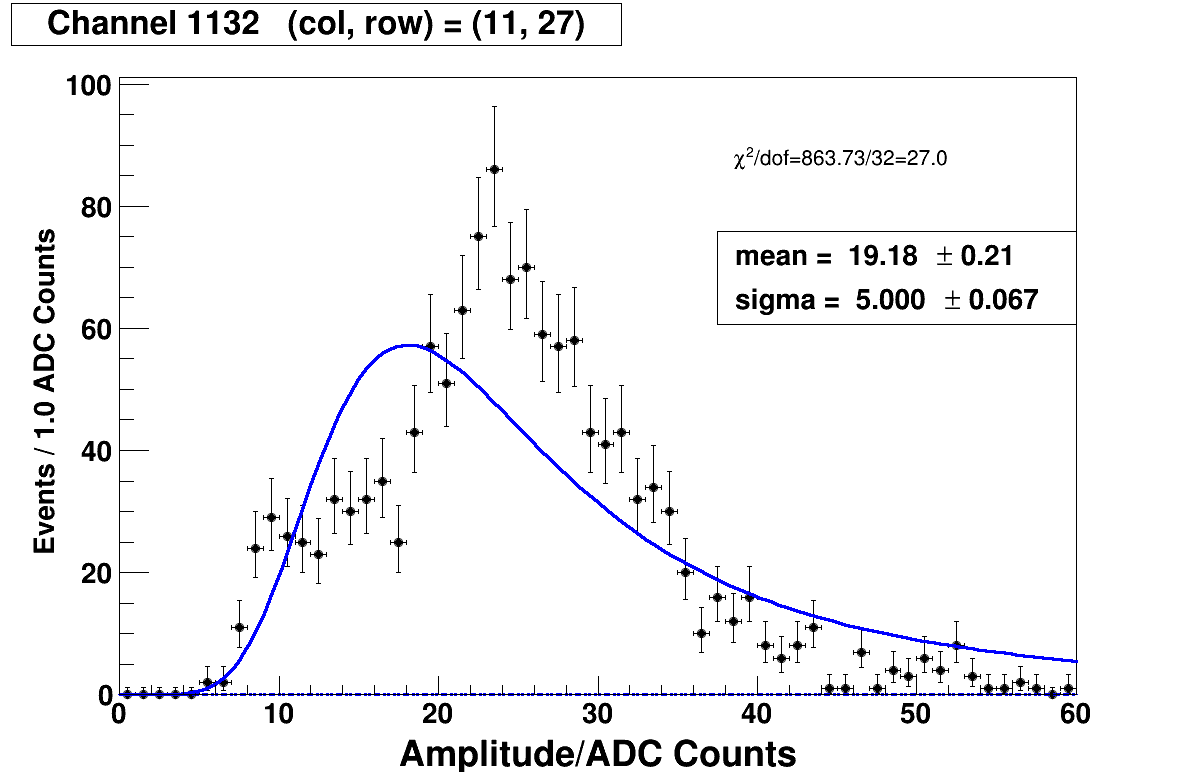 Channel 1132 (col, row) = (11, 27)
100
80
60
40
20
0
Events / 1.0 ADC Counts
χ²/dof=863.73/32=27.0
mean = 19.18 ± 0.21
sigma = 5.000 ± 0.067
0 10 20 30 40 50 60
Amplitude/ADC Counts